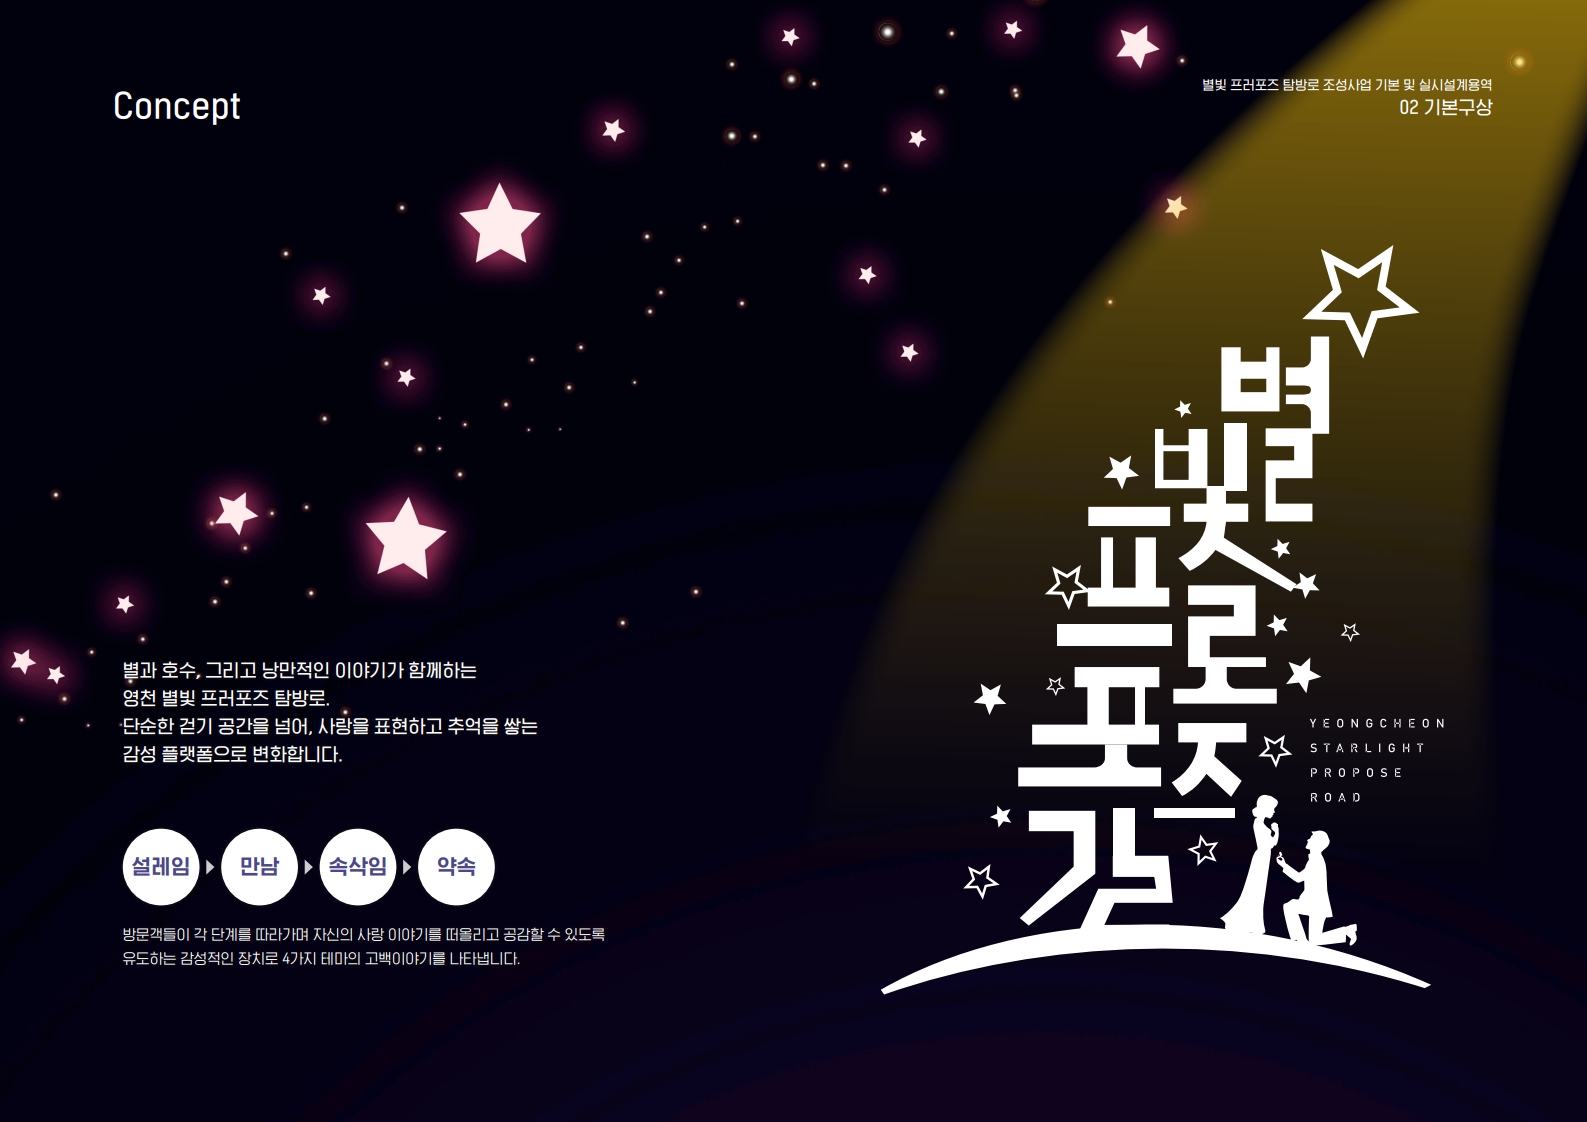 Concept
별빛 프러포즈 탐방로 조성사업 기본 및 실시설계용역
02 기본구상
별
빛
프로
포즈
길
YEONGCHEON
STARLIGHT
PROPOSE
ROAD
별과 호수, 그리고 낭만적인 이야기가 함께하는
영천 별빛 프러포즈 탐방로.
단순한 걷기 공간을 넘어, 사랑을 표현하고 추억을 쌓는
감성 플랫폼으로 변화합니다.
설레임 만남 속삭임 약속
방문객들이 각 단계를 따라가며 자신의 사랑 이야기를 떠올리고 공감할 수 있도록
유도하는 감성적인 장치로 4가지 테마의 고백이야기를 나타냅니다.